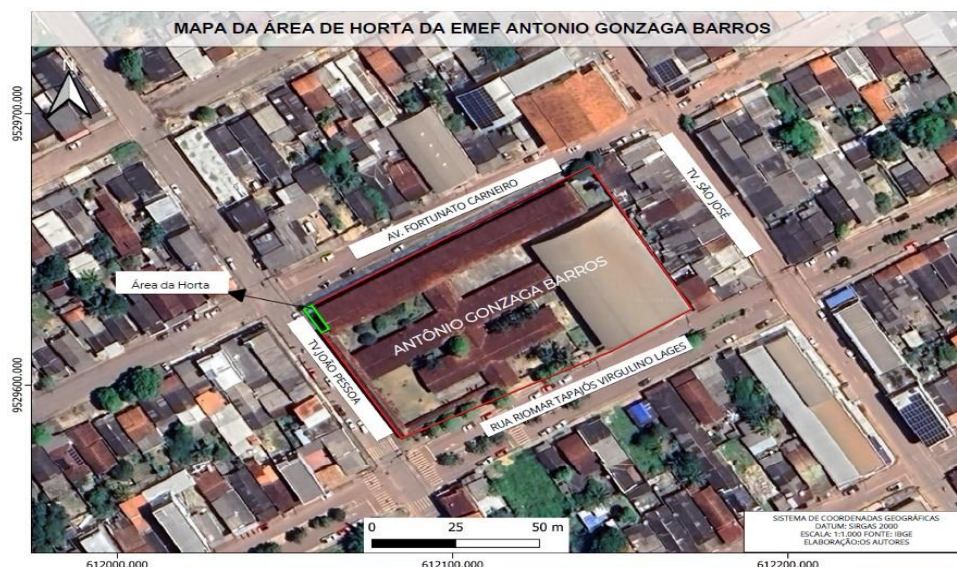 MAPA DA ÁREA DE HORTA DA EMEF ANTONIO GONZAGA BARROS
N
9529700.000
TV. SÃO JOSÉ
AV. FORTUNATO CARNEIRO
Área da Horta
ANTÔNIO GONZAGA BARROS
TV JOÃO PESSOA
RUA RIOMAR TAPAJÓS VIRGULINO LAGES
9529600.000
0 25 50 m
SISTEMA DE COORDENADAS GEOGRÁFICAS
DATUM: SIRGAS 2000
ESCALA: 1:1.000 FONTE: IBGE
ELABORAÇÃO:OS AUTORES
612000.000 612100.000 612200.000